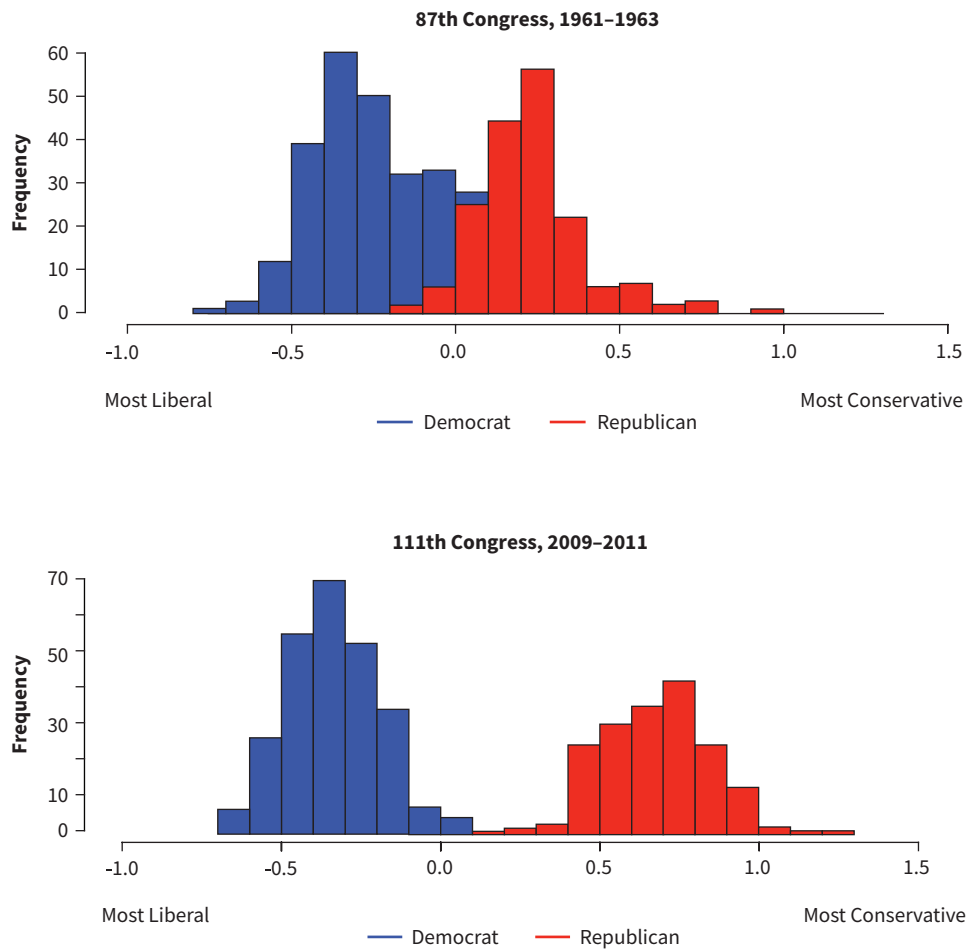 87th Congress, 1961–1963
Frequency
60
50
40
30
20
10
0
-1.0 -0.5 0.0 0.5 1.0 1.5
Most Liberal Most Conservative
Democrat Republican
111th Congress, 2009–2011
Frequency
70
50
30
10
0
-1.0 -0.5 0.0 0.5 1.0 1.5
Most Liberal Most Conservative
Democrat Republican